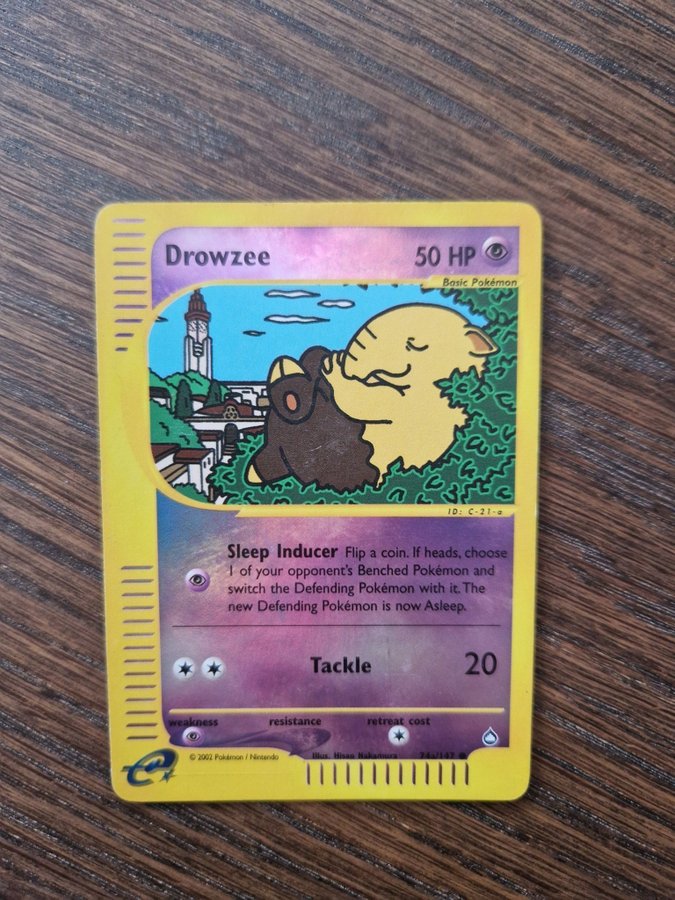 Drowzee 50 HP
Basic Pokémon
ID: C-21-a
Sleep Inducer Flip a coin. If heads, choose
1 of your opponent's Benched Pokémon and
switch the Defending Pokémon with it. The
new Defending Pokémon is now Asleep.
Tackle 20
weakness resistance retreat cost
© 2002 Pokémon / Nintendo Illus. Hisao Nakamura 74a/147